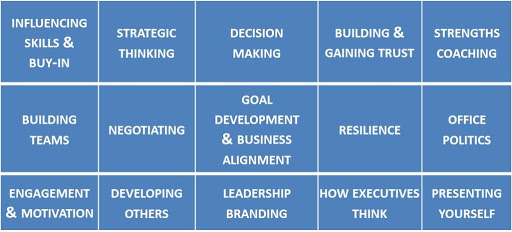 INFLUENCING
SKILLS &
BUY-IN
STRATEGIC
THINKING
DECISION
MAKING
BUILDING &
GAINING TRUST
STRENGTHS
COACHING
BUILDING
TEAMS
NEGOTIATING
GOAL
DEVELOPMENT
& BUSINESS
ALIGNMENT
RESILIENCE
OFFICE
POLITICS
ENGAGEMENT
& MOTIVATION
DEVELOPING
OTHERS
LEADERSHIP
BRANDING
HOW EXECUTIVES
THINK
PRESENTING
YOURSELF